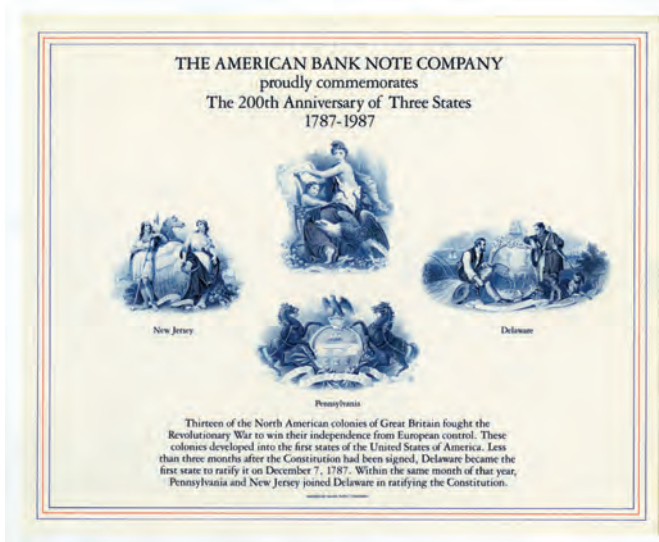 THE AMERICAN BANK NOTE COMPANY
proudly commemorates
The 200th Anniversary of Three States
1787-1987
New Jersey
Delaware
Pennsylvania
Thirteen of the North American colonies of Great Britain fought the
Revolutionary War to win their independence from European control. These
colonies developed into the first states of the United States of America. Less
than three months after the Constitution had been signed, Delaware became the
first state to ratify it on December 7, 1787. Within the same month of that year,
Pennsylvania and New Jersey joined Delaware in ratifying the Constitution.
AMERICAN BANK NOTE COMPANY